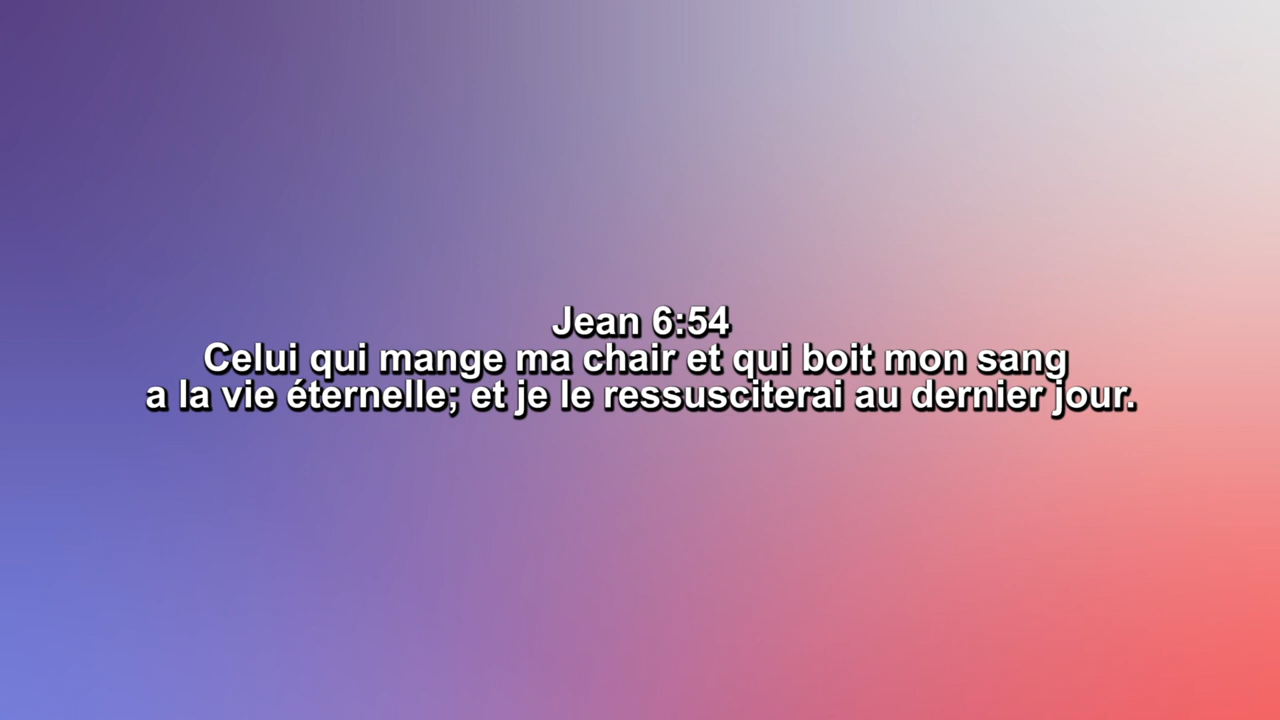 Jean 6:54
Celui qui mange ma chair et qui boit mon sang
a la vie éternelle; et je le ressusciterai au dernier jour.